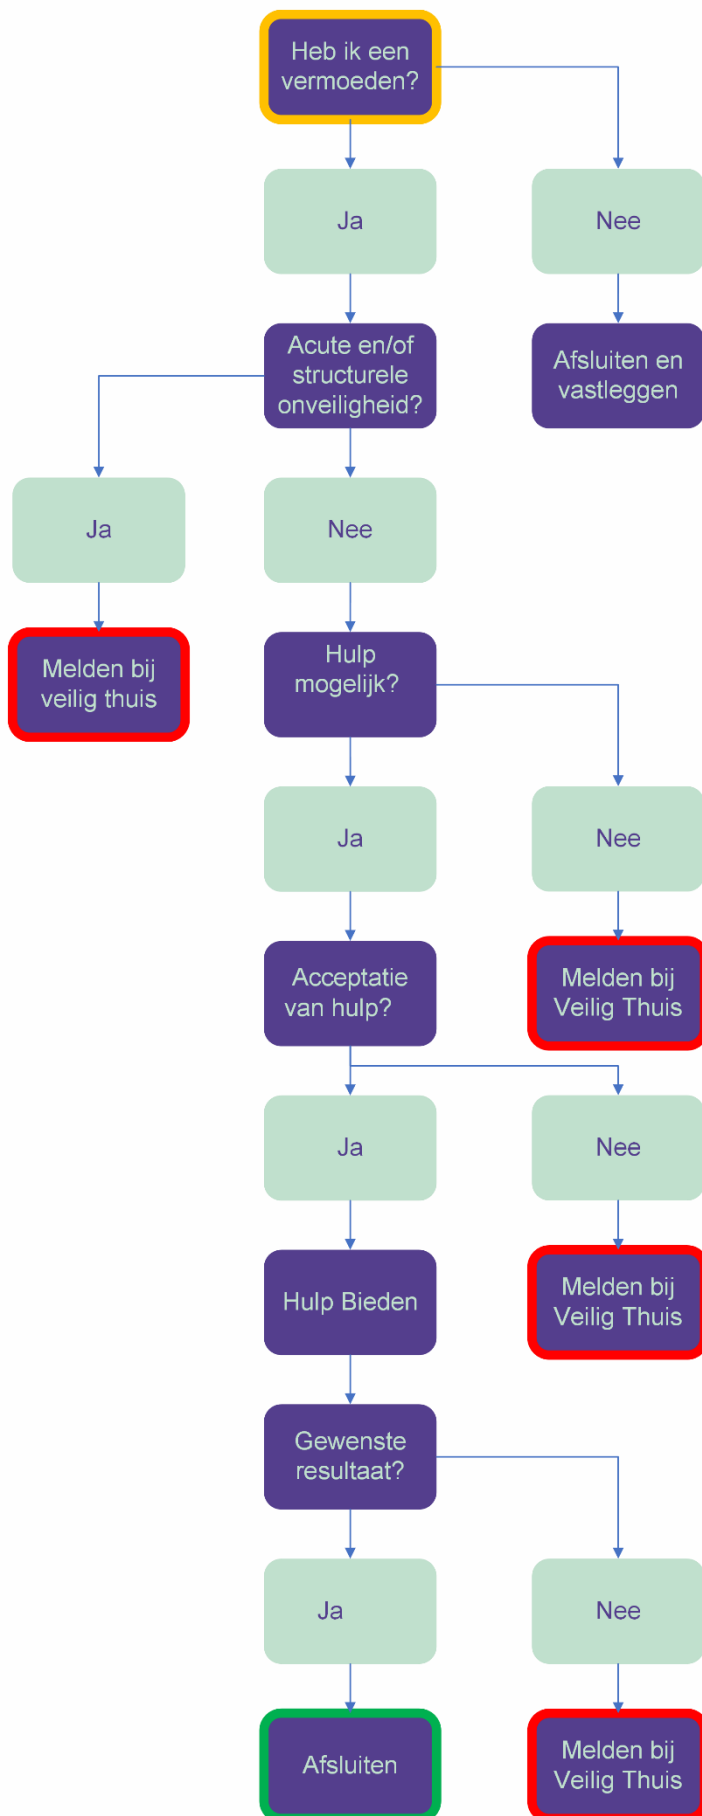 Heb ik een
vermoeden?
Ja
Nee
Acute en/of
structurele
onveiligheid?
Afsluiten en
vastleggen
Ja
Nee
Melden bij
veilig thuis
Hulp
mogelijk?
Ja
Nee
Acceptatie
van hulp?
Melden bij
Veilig Thuis
Ja
Nee
Hulp Bieden
Melden bij
Veilig Thuis
Gewenste
resultaat?
Ja
Nee
Afsluiten
Melden bij
Veilig Thuis